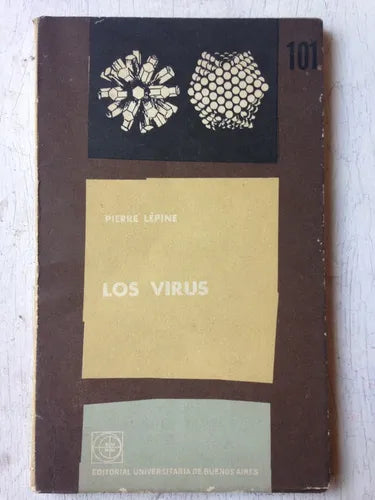 101
PIERRE LÉPINE
LOS VIRUS
EDITORIAL UNIVERSITARIA DE BUENOS AIRES